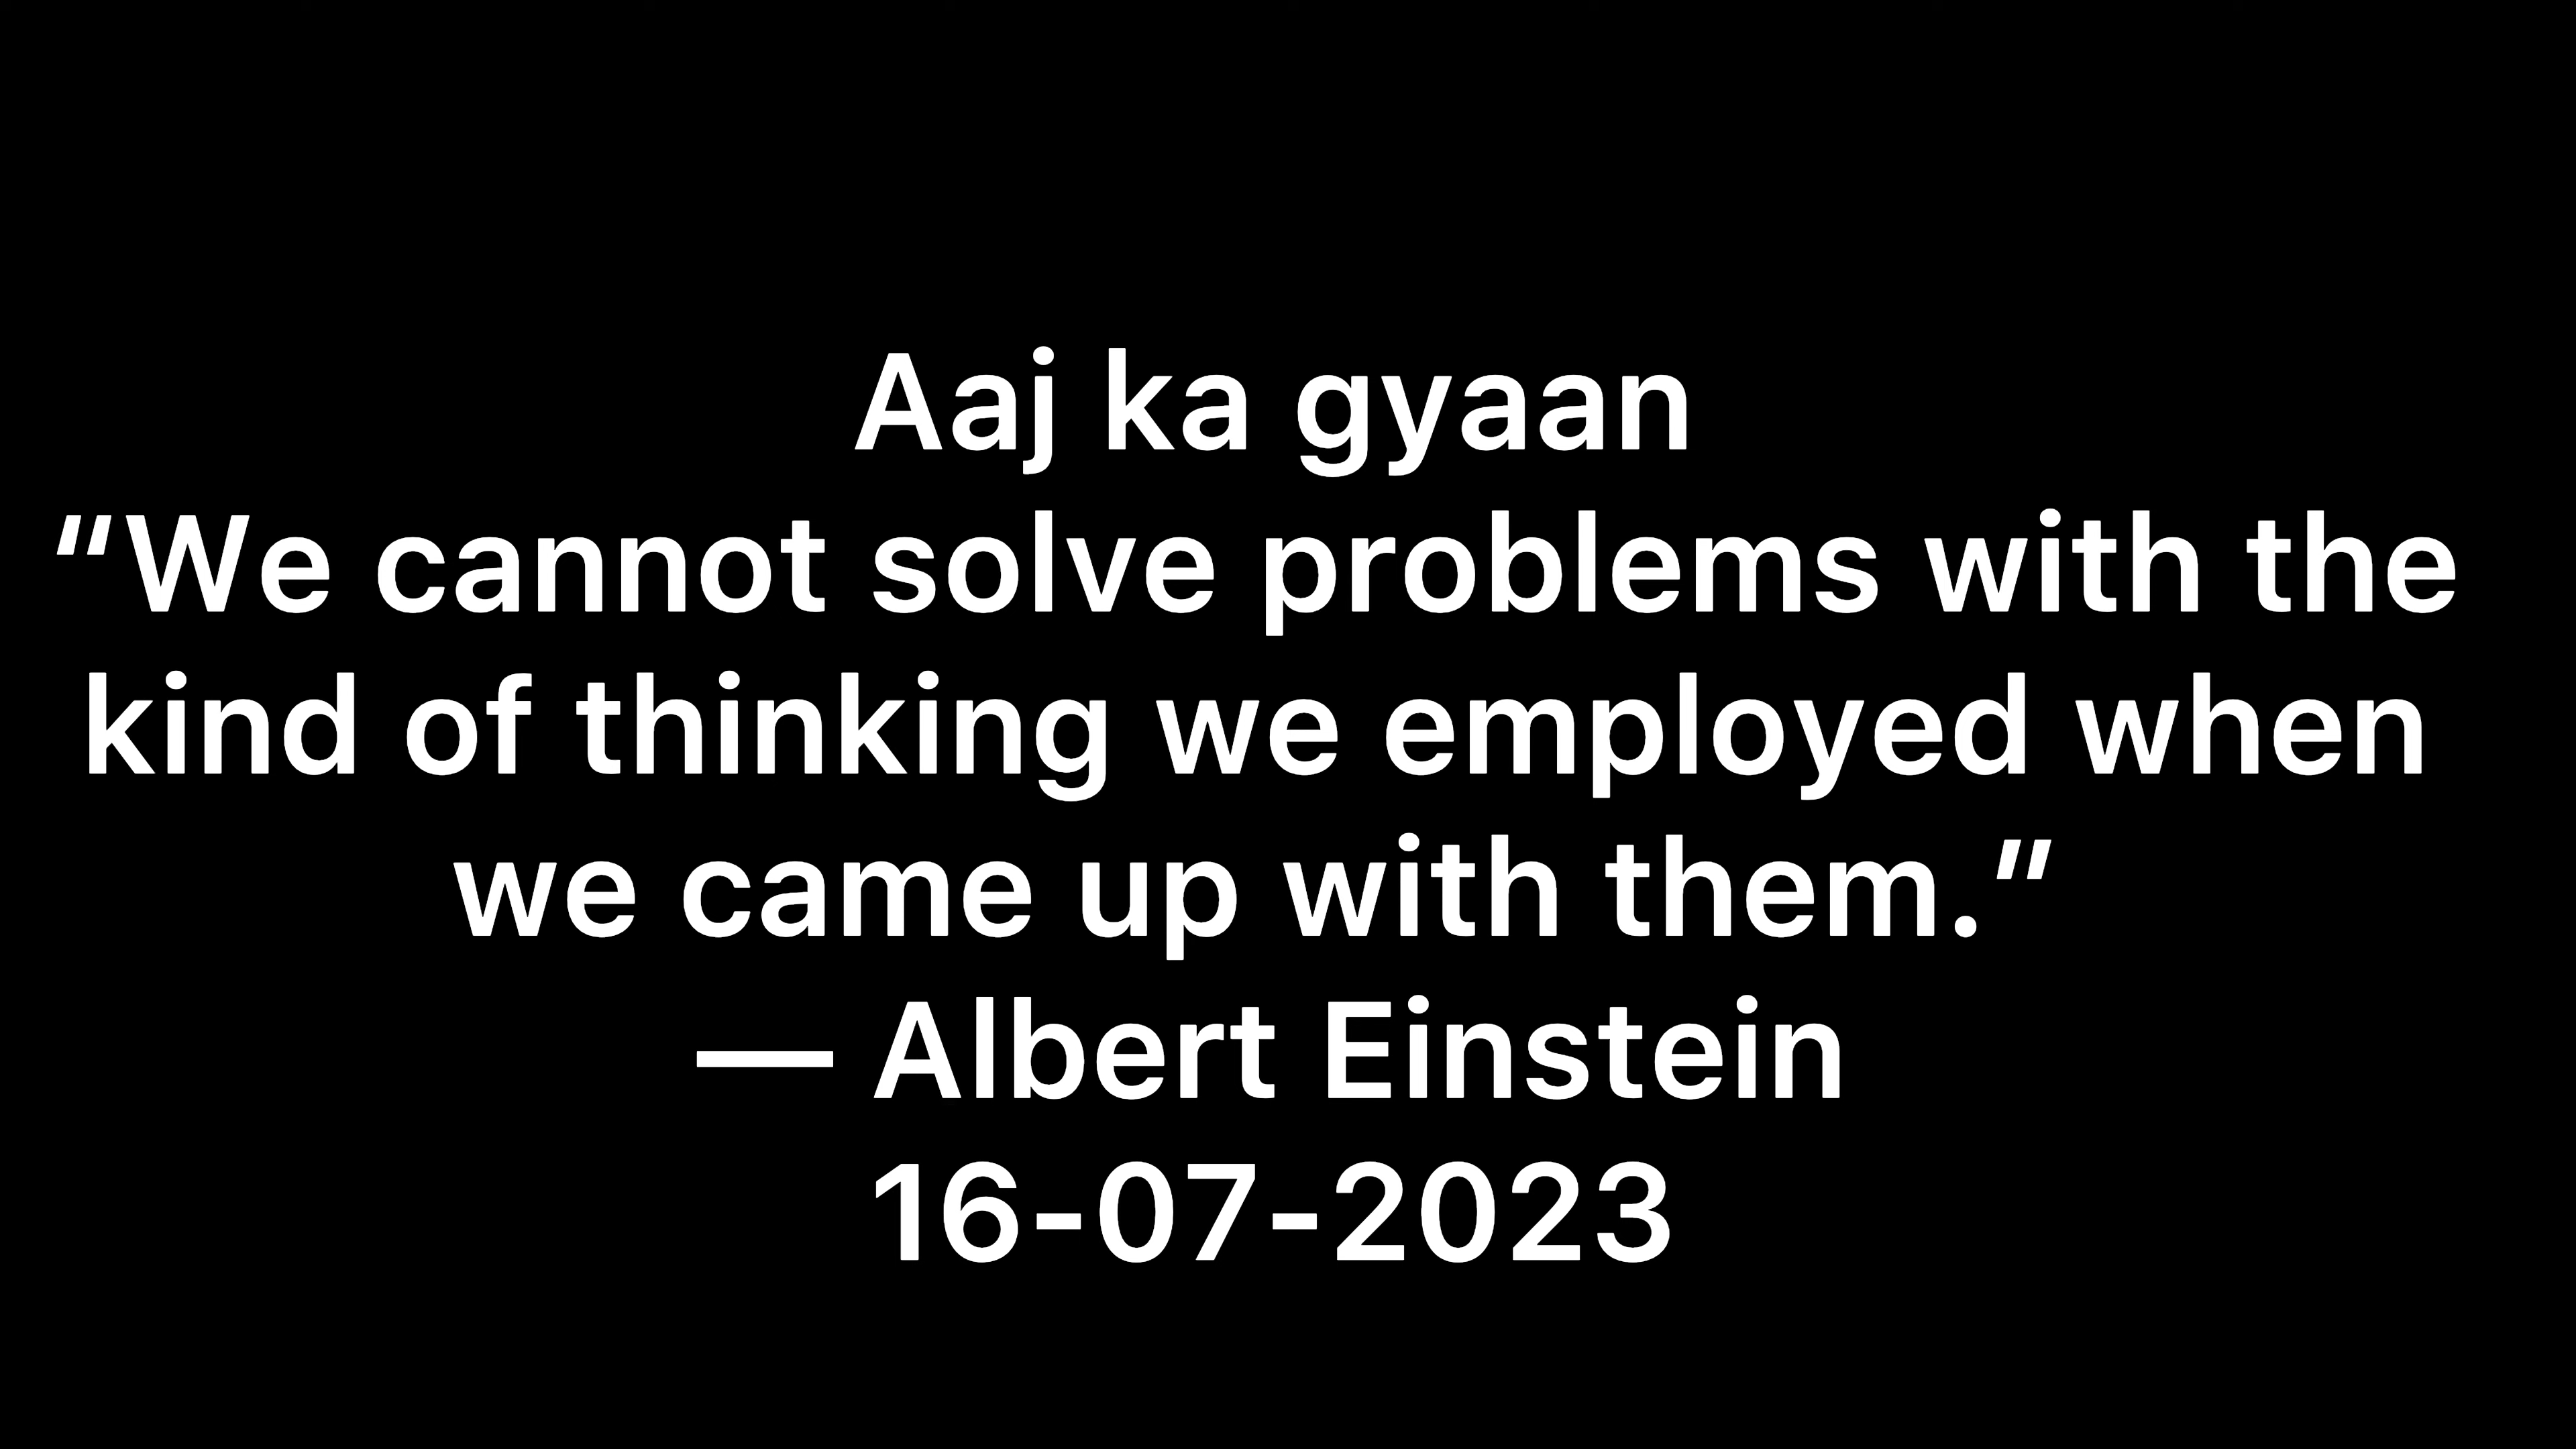 Aaj ka gyaan
“We cannot solve problems with the
kind of thinking we employed when
we came up with them.”
— Albert Einstein
16-07-2023